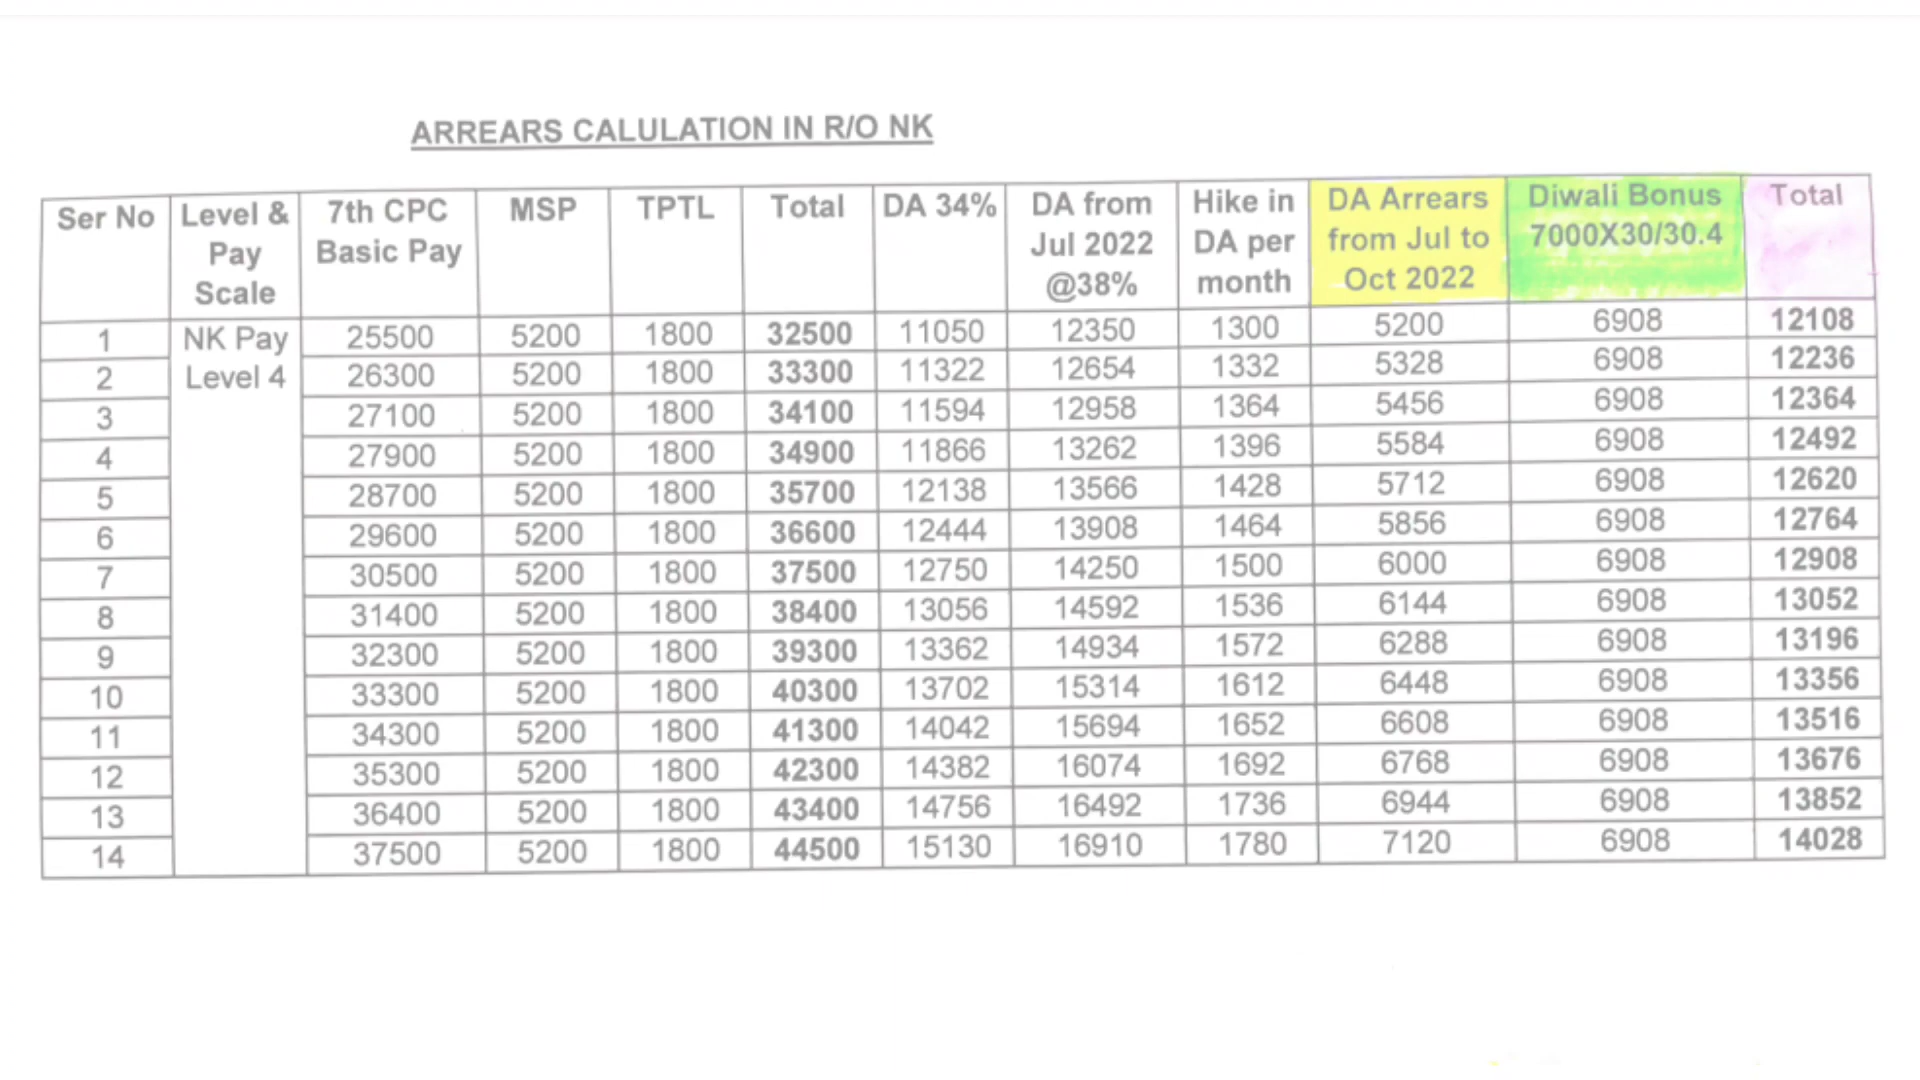 ARREARS CALULATION IN R/O NK
Ser No | Level & Pay Scale | 7th CPC Basic Pay | MSP | TPTL | Total | DA 34% | DA from Jul 2022 @38% | Hike in DA per month | DA Arrears from Jul to Oct 2022 | Diwali Bonus 7000X30/30.4 | Total
1 | NK Pay Level 4 | 25500 | 5200 | 1800 | 32500 | 11050 | 12350 | 1300 | 5200 | 6908 | 12108
2 | 26300 | 5200 | 1800 | 33300 | 11322 | 12654 | 1332 | 5328 | 6908 | 12236
3 | 27100 | 5200 | 1800 | 34100 | 11594 | 12958 | 1364 | 5456 | 6908 | 12364
4 | 27900 | 5200 | 1800 | 34900 | 11866 | 13262 | 1396 | 5584 | 6908 | 12492
5 | 28700 | 5200 | 1800 | 35700 | 12138 | 13566 | 1428 | 5712 | 6908 | 12620
6 | 29600 | 5200 | 1800 | 36600 | 12444 | 13908 | 1464 | 5856 | 6908 | 12764
7 | 30500 | 5200 | 1800 | 37500 | 12750 | 14250 | 1500 | 6000 | 6908 | 12908
8 | 31400 | 5200 | 1800 | 38400 | 13056 | 14592 | 1536 | 6144 | 6908 | 13052
9 | 32300 | 5200 | 1800 | 39300 | 13362 | 14934 | 1572 | 6288 | 6908 | 13196
10 | 33300 | 5200 | 1800 | 40300 | 13702 | 15314 | 1612 | 6448 | 6908 | 13356
11 | 34300 | 5200 | 1800 | 41300 | 14042 | 15694 | 1652 | 6608 | 6908 | 13516
12 | 35300 | 5200 | 1800 | 42300 | 14382 | 16074 | 1692 | 6768 | 6908 | 13676
13 | 36400 | 5200 | 1800 | 43400 | 14756 | 16492 | 1736 | 6944 | 6908 | 13852
14 | 37500 | 5200 | 1800 | 44500 | 15130 | 16910 | 1780 | 7120 | 6908 | 14028